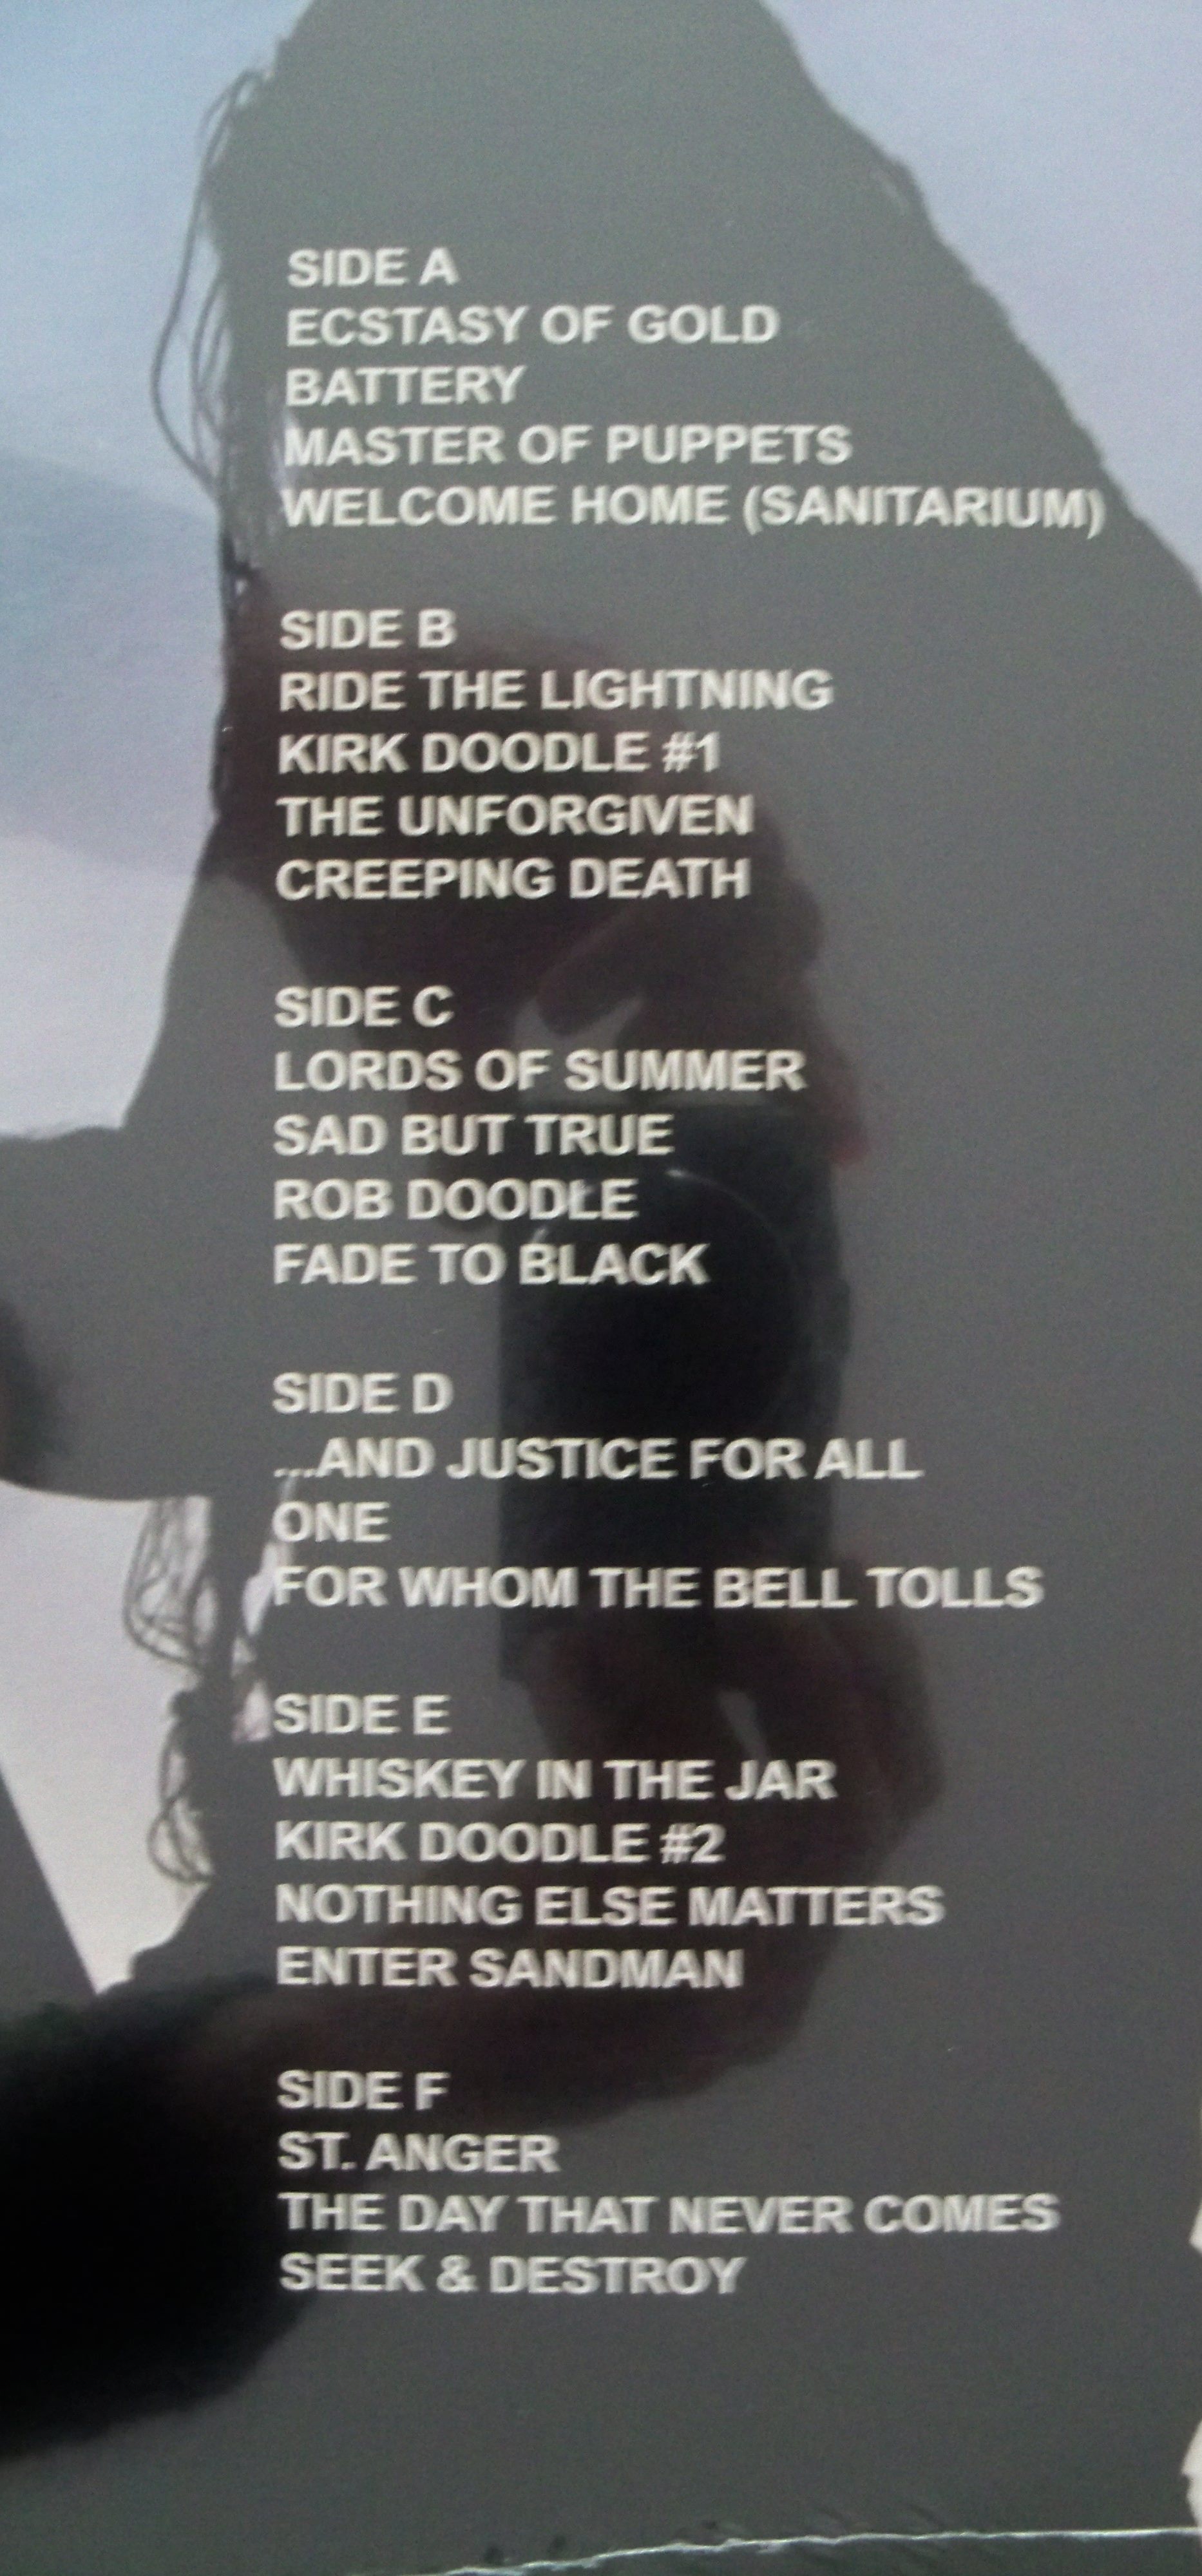 SIDE A
ECSTASY OF GOLD
BATTERY
MASTER OF PUPPETS
WELCOME HOME (SANITARIUM)
SIDE B
RIDE THE LIGHTNING
KIRK DOODLE #1
THE UNFORGIVEN
CREEPING DEATH
SIDE C
LORDS OF SUMMER
SAD BUT TRUE
ROB DOODLE
FADE TO BLACK
SIDE D
...AND JUSTICE FOR ALL
ONE
FOR WHOM THE BELL TOLLS
SIDE E
WHISKEY IN THE JAR
KIRK DOODLE #2
NOTHING ELSE MATTERS
ENTER SANDMAN
SIDE F
ST. ANGER
THE DAY THAT NEVER COMES
SEEK & DESTROY